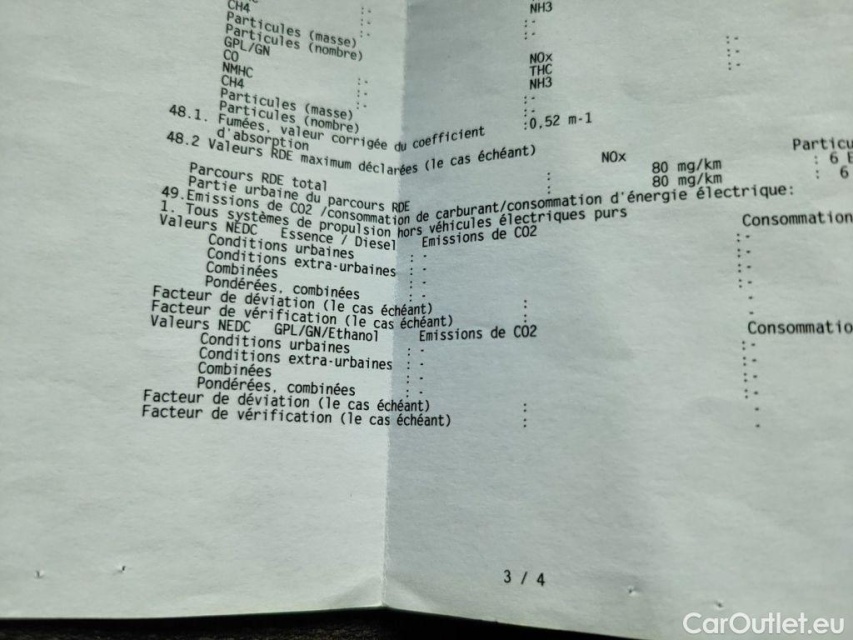 CH4 : -
NH3
Particules (masse) : -
: -
Particules (nombre)
: -
GPL/GN
CO NOx : -
NMHC THC : -
CH4 : - NH3 : -
Particules (masse) : -
: -
Particules (nombre)
: -
48.1. Fumées, valeur corrigée du coefficient :0.52 m-1
d'absorption
48.2 Valeurs RDE maximum déclarées (le cas échéant)
NOx Particu
Parcours RDE total : 80 mg/km : 6 E
Partie urbaine du parcours RDE : 80 mg/km : 6
49.Emissions de CO2 /consommation de carburant/consommation d'énergie électrique:
1. Tous systèmes de propulsion hors véhicules électriques purs
Valeurs NEDC Essence / Diesel Emissions de CO2 Consommation
Conditions urbaines : - : -
Conditions extra-urbaines : - : -
Combinées : - : -
Pondérées, combinées : - : -
Facteur de déviation (le cas échéant) : -
Facteur de vérification (le cas échéant) : -
Valeurs NEDC GPL/GN/Ethanol Emissions de CO2 Consommatio
Conditions urbaines : - : -
Conditions extra-urbaines : - : -
Combinées : - : -
Pondérées, combinées : - : -
Facteur de déviation (le cas échéant) : -
Facteur de vérification (le cas échéant) : -
3 / 4
CarOutlet.eu